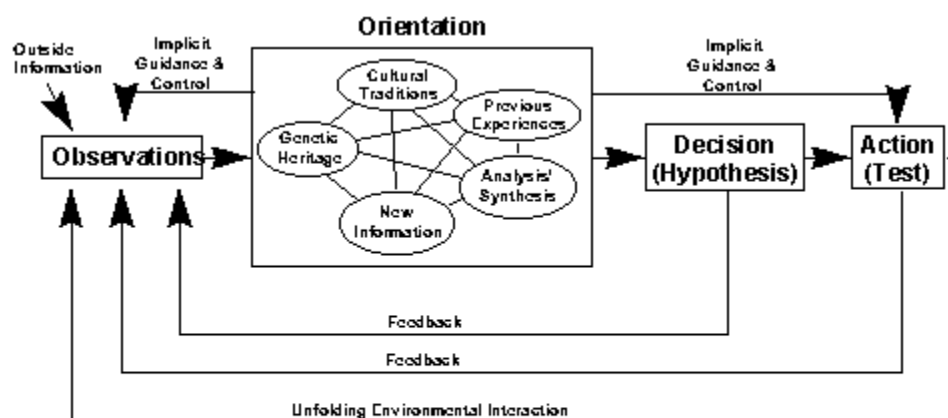 Orientation
Outside
Information
Implicit
Guidance &
Control
Cultural
Traditions
Genetic
Heritage
Previous
Experiences
Analysis/
Synthesis
New
Information
Implicit
Guidance &
Control
Observations
Decision
(Hypothesis)
Action
(Test)
Feedback
Feedback
Unfolding Environmental Interaction